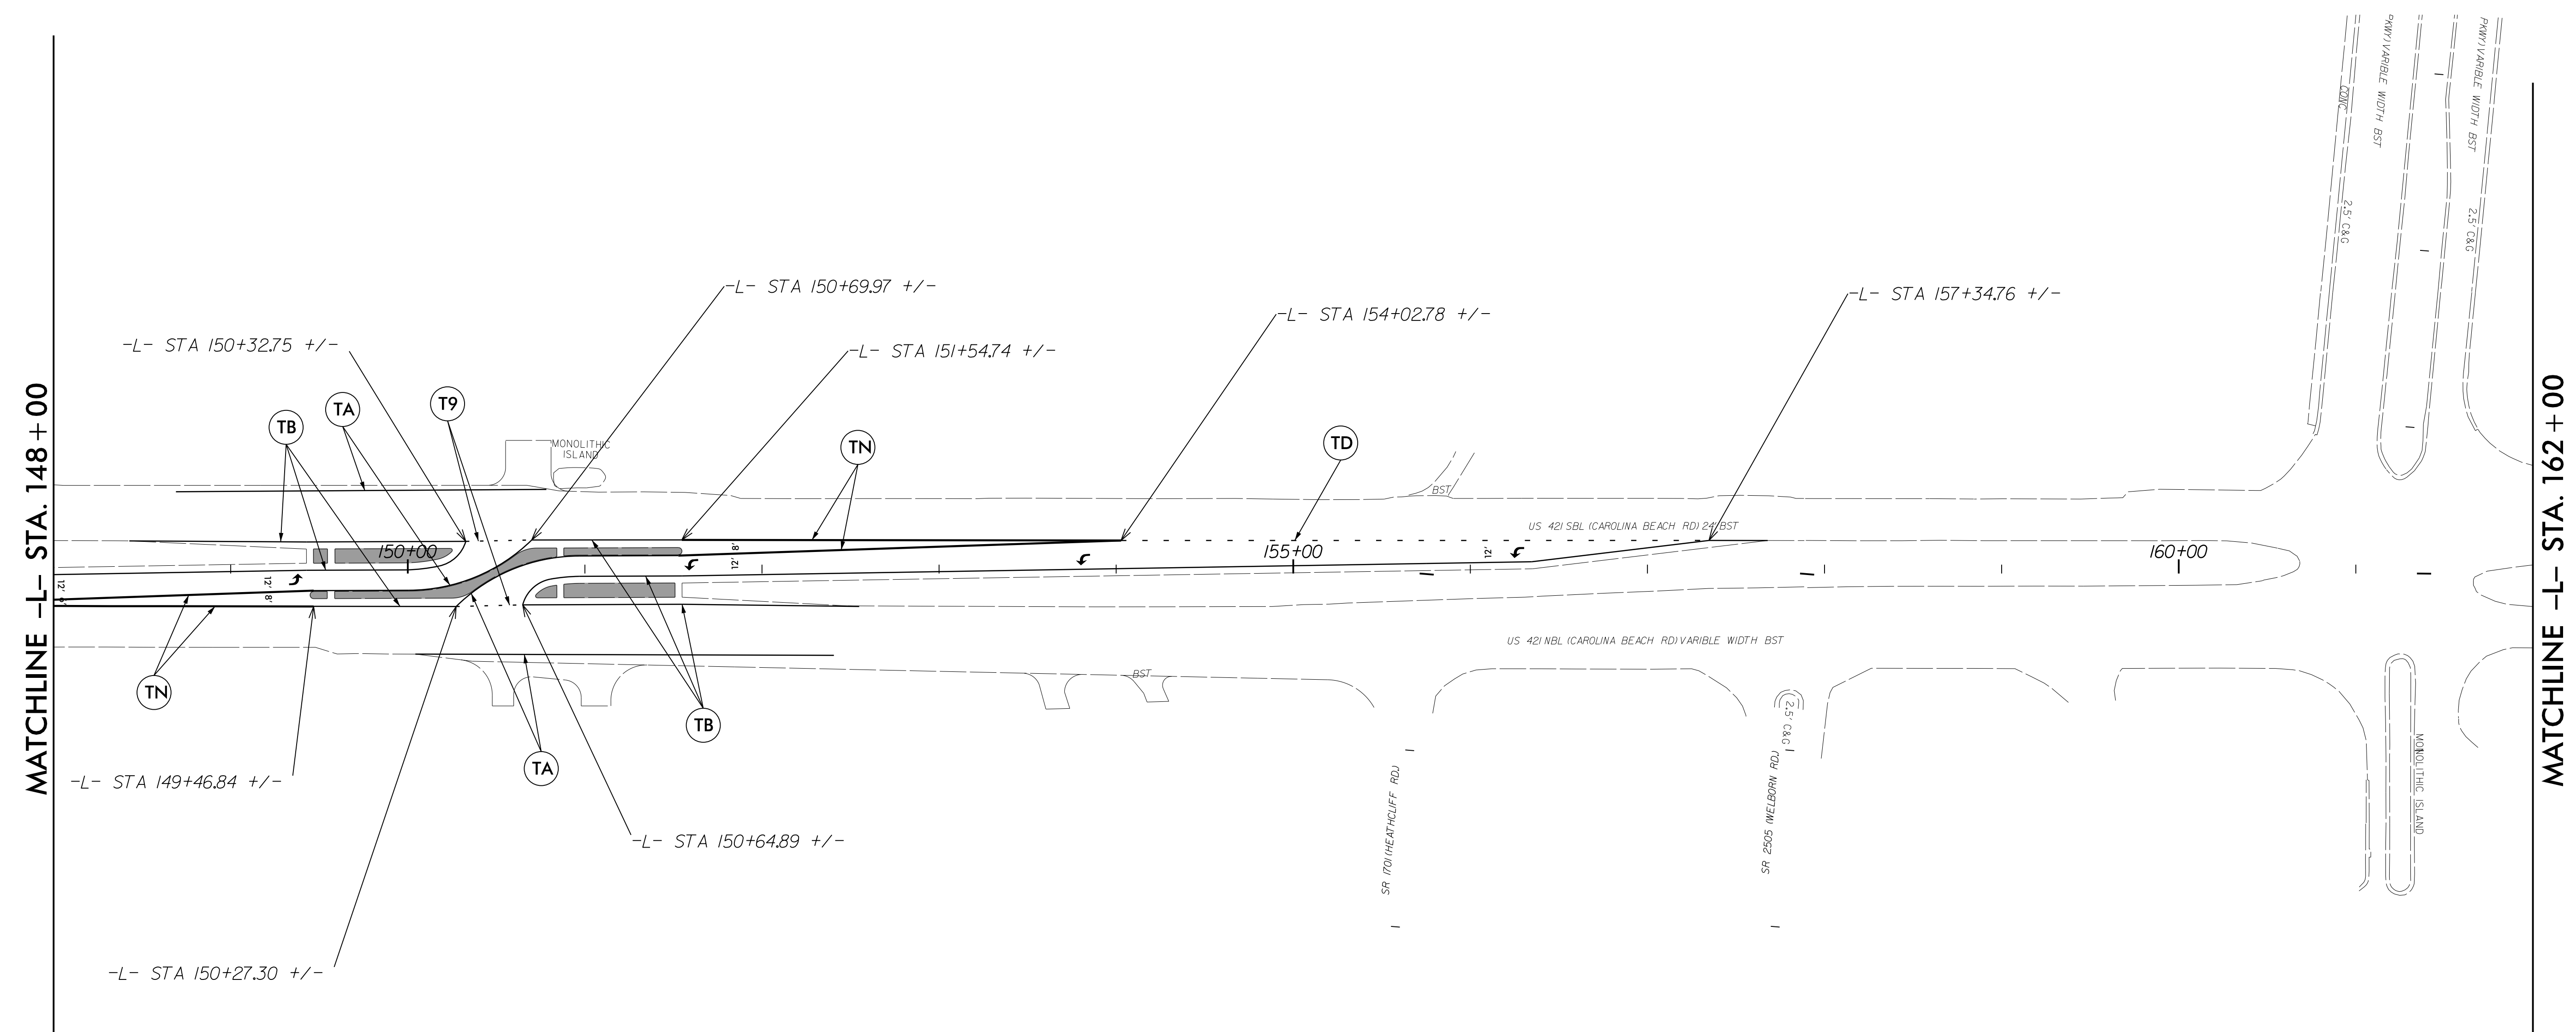 MATCHLINE -L- STA. 148+00
-L- STA 150+32.75 +/-
-L- STA 150+69.97 +/-
-L- STA 151+54.74 +/-
-L- STA 154+02.78 +/-
-L- STA 157+34.76 +/-
TB
TA
T9
MONOLITHIC
ISLAND
TN
TD
BST
US 421 SBL (CAROLINA BEACH RD) 24' BST
150+00
155+00
160+00
12'
12'
8'
12'
8'
12'
US 421 NBL (CAROLINA BEACH RD) VARIBLE WIDTH BST
BST
TN
TB
TA
-L- STA 149+46.84 +/-
-L- STA 150+64.89 +/-
-L- STA 150+27.30 +/-
SR 1701 (HEATHCLIFF RD)
SR 2505 (WELBORN RD)
2.5' C&G
CONC
2.5' C&G
PKWY) VARIBLE WIDTH BST
PKWY) VARIBLE WIDTH BST
2.5' C&G
MONOLITHIC ISLAND
MATCHLINE -L- STA. 162+00